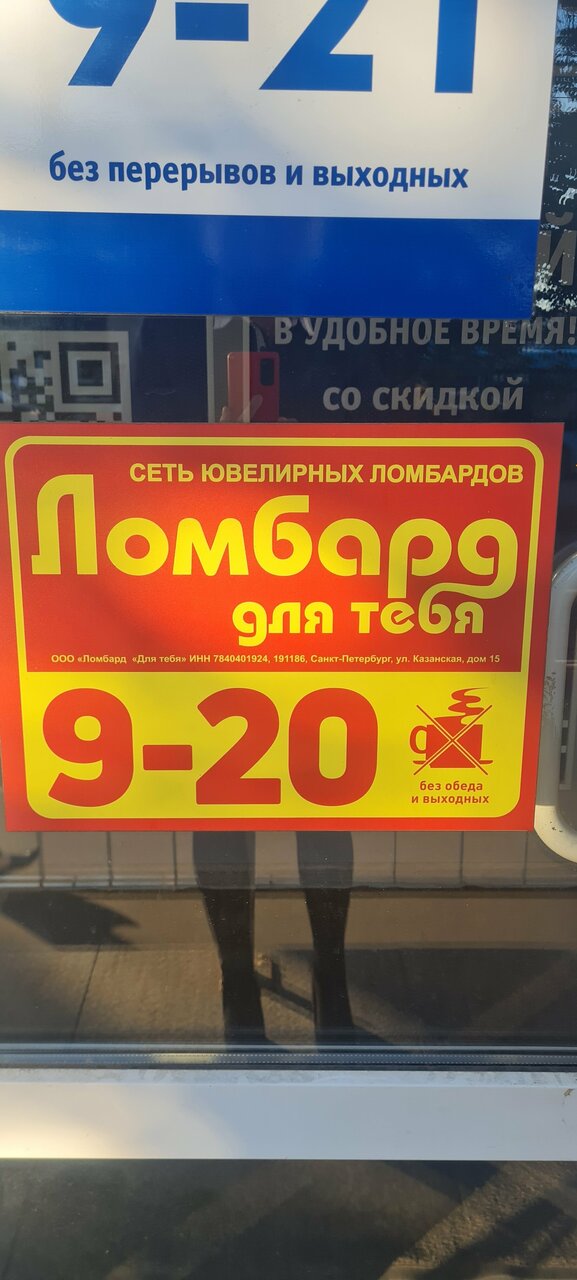 9-21
без перерывов и выходных
В УДОБНОЕ ВРЕМЯ!
СО СКИДКОЙ
СЕТЬ ЮВЕЛИРНЫХ ЛОМБАРДОВ
Ломбард
для тебя
ООО «Ломбард «Для тебя» ИНН 7840401924, 191186, Санкт-Петербург, ул. Казанская, дом 15
9-20
без обеда
и выходных